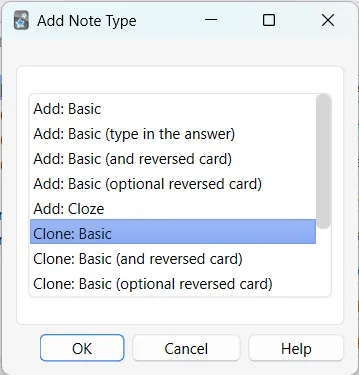 Add Note Type
Add: Basic
Add: Basic (type in the answer)
Add: Basic (and reversed card)
Add: Basic (optional reversed card)
Add: Cloze
Clone: Basic
Clone: Basic (and reversed card)
Clone: Basic (optional reversed card)
OK Cancel Help